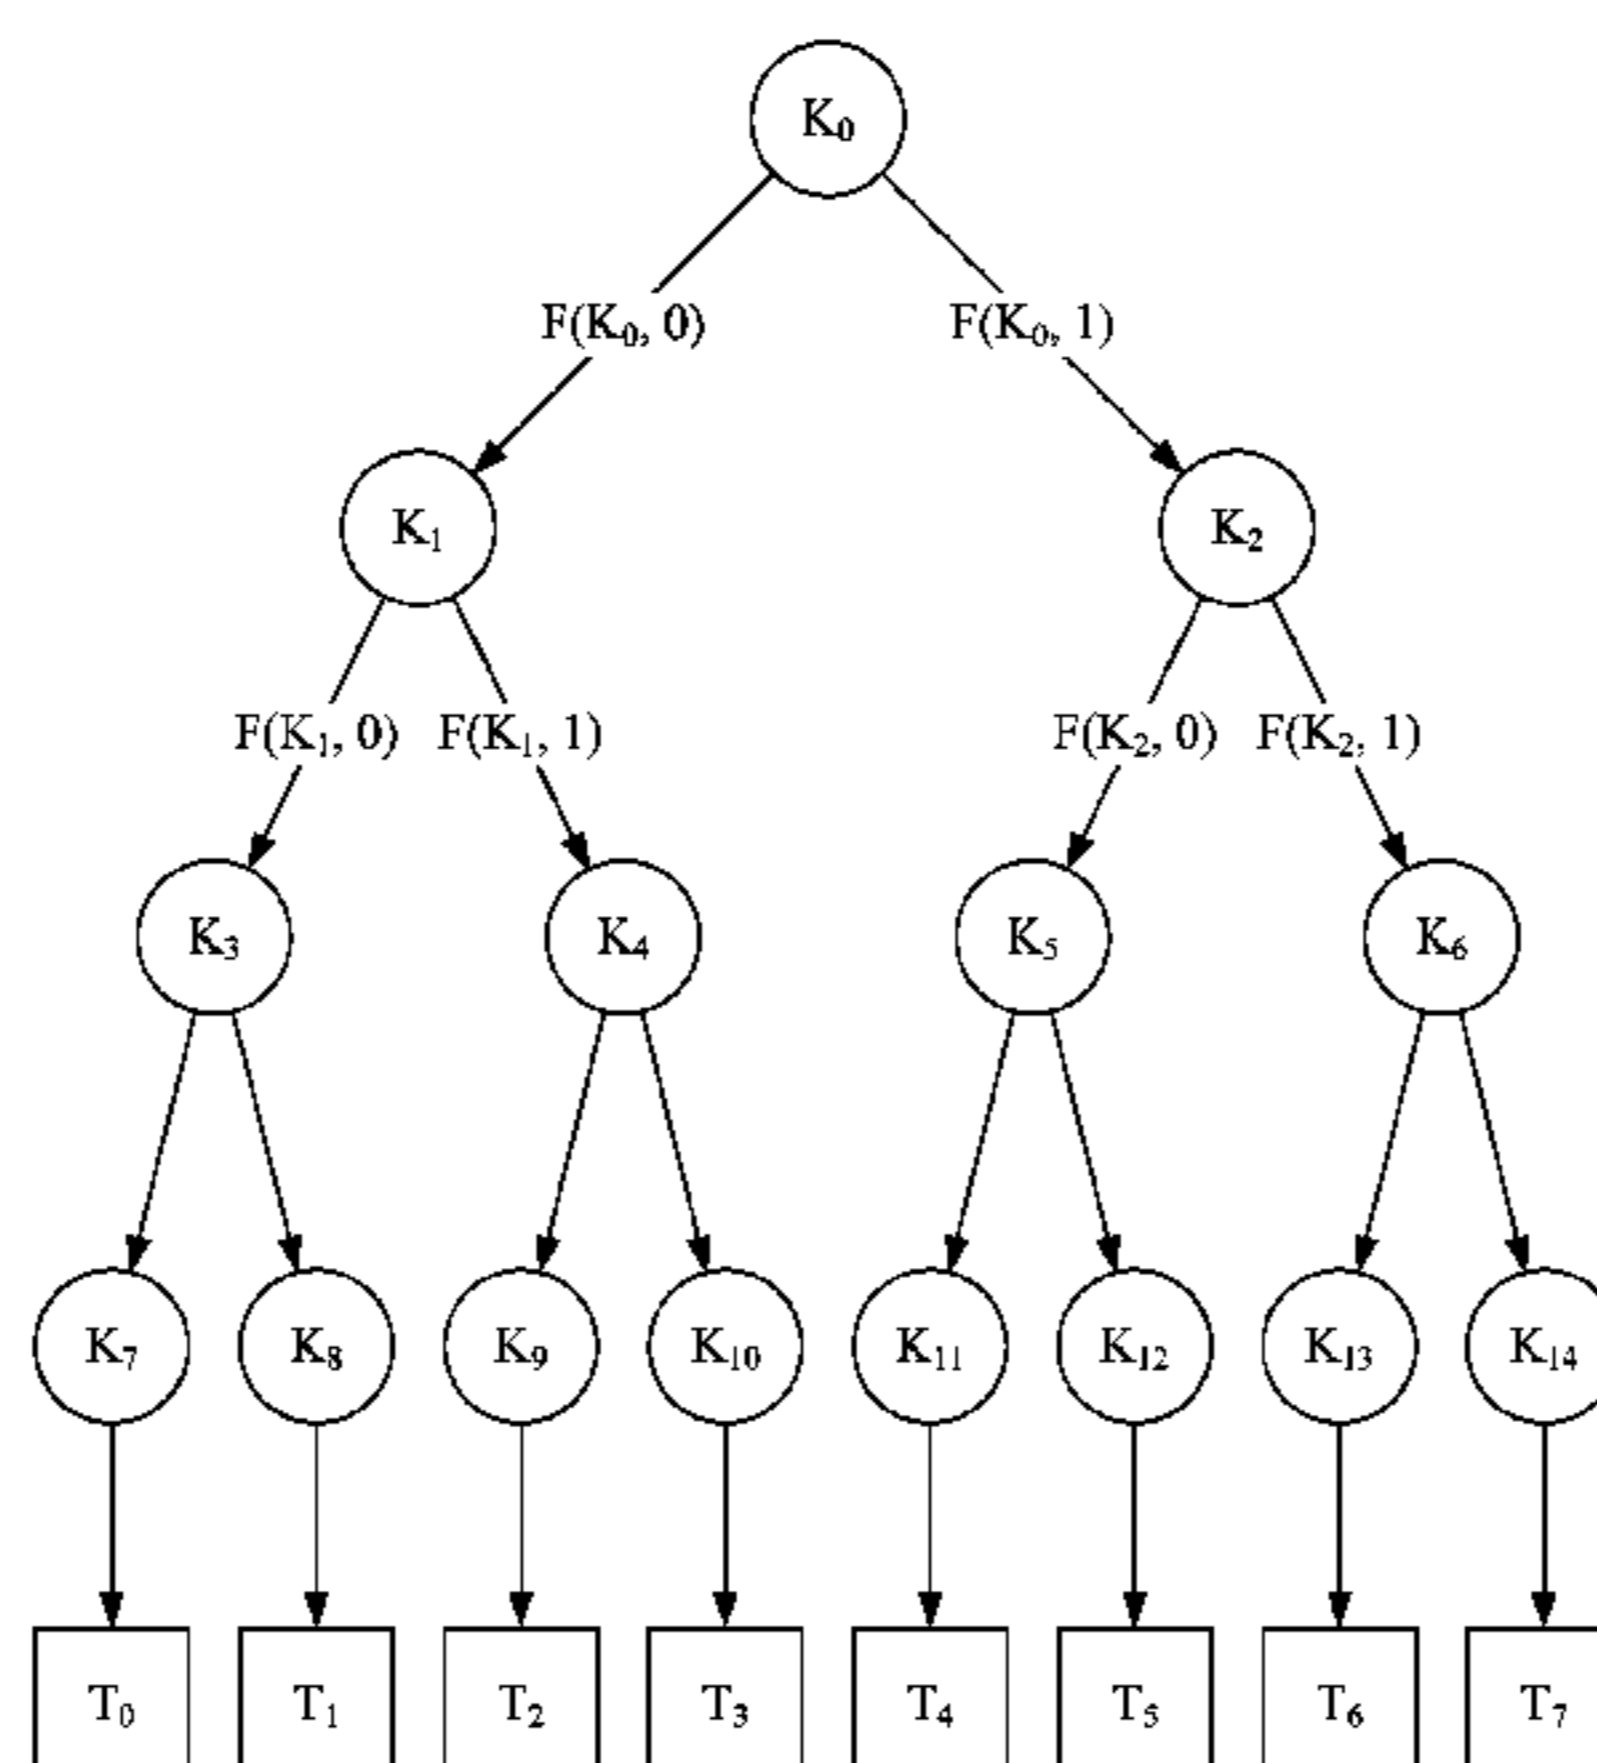 K₀
F(K₀, 0) F(K₀, 1)
K₁ K₂
F(K₁, 0) F(K₁, 1) F(K₂, 0) F(K₂, 1)
K₃ K₄ K₅ K₆
K₇ K₈ K₉ K₁₀ K₁₁ K₁₂ K₁₃ K₁₄
T₀ T₁ T₂ T₃ T₄ T₅ T₆ T₇